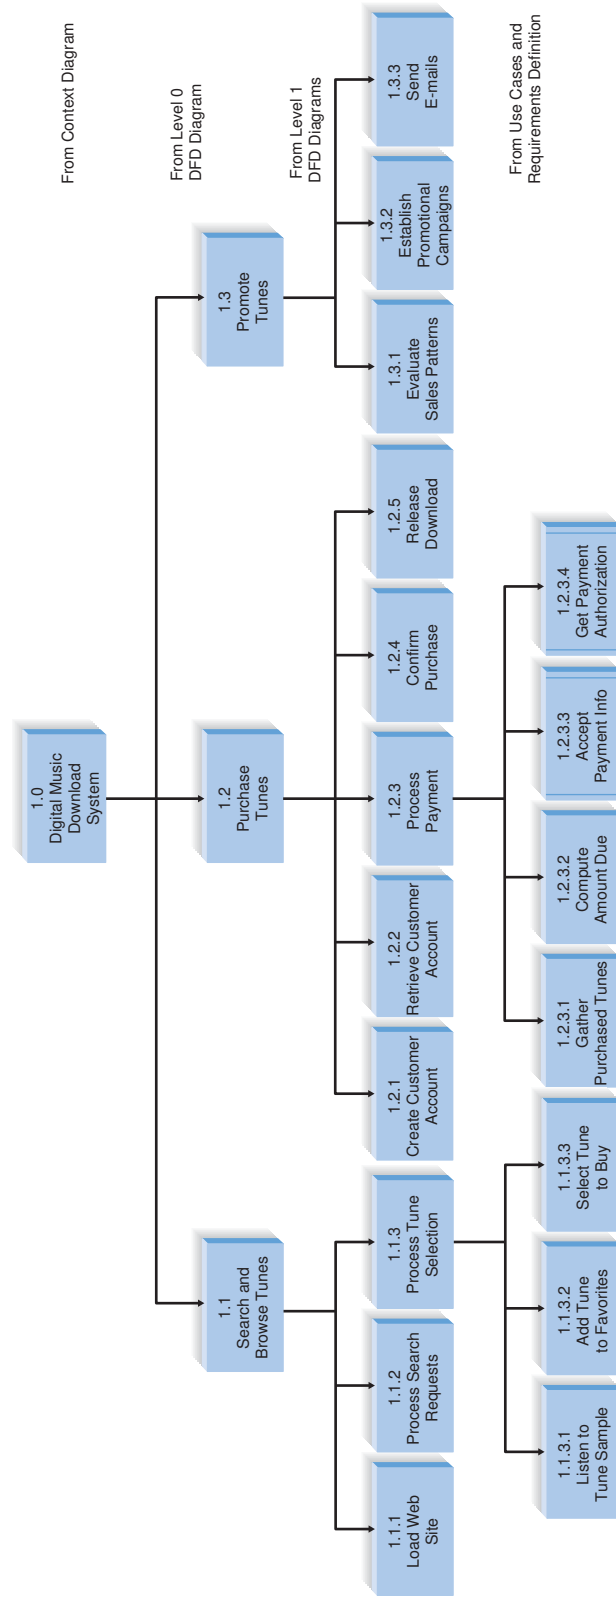 1.0
Digital Music
Download
System
From Context Diagram
1.1
Search and
Browse Tunes
1.2
Purchase
Tunes
1.3
Promote
Tunes
From Level 0
DFD Diagram
1.1.1
Load Web
Site
1.1.2
Process Search
Requests
1.1.3
Process Tune
Selection
1.2.1
Create Customer
Account
1.2.2
Retrieve Customer
Account
1.2.3
Process
Payment
1.2.4
Confirm
Purchase
1.2.5
Release
Download
1.3.1
Evaluate
Sales Patterns
1.3.2
Establish
Promotional
Campaigns
1.3.3
Send
E-mails
From Level 1
DFD Diagrams
1.1.3.1
Listen to
Tune Sample
1.1.3.2
Add Tune
to Favorites
1.1.3.3
Select Tune
to Buy
1.2.3.1
Gather
Purchased Tunes
1.2.3.2
Compute
Amount Due
1.2.3.3
Accept
Payment Info
1.2.3.4
Get Payment
Authorization
From Use Cases and
Requirements Definition